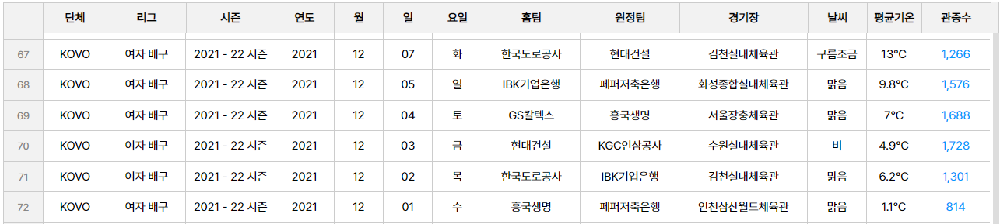 단체 리그 시즌 연도 월 일 요일 홈팀 원정팀 경기장 날씨 평균기온 관중수
67 KOVO 여자 배구 2021 - 22 시즌 2021 12 07 화 한국도로공사 현대건설 김천실내체육관 구름조금 13°C 1,266
68 KOVO 여자 배구 2021 - 22 시즌 2021 12 05 일 IBK기업은행 페퍼저축은행 화성종합실내체육관 맑음 9.8°C 1,576
69 KOVO 여자 배구 2021 - 22 시즌 2021 12 04 토 GS칼텍스 흥국생명 서울장충체육관 맑음 7°C 1,688
70 KOVO 여자 배구 2021 - 22 시즌 2021 12 03 금 현대건설 KGC인삼공사 수원실내체육관 비 4.9°C 1,728
71 KOVO 여자 배구 2021 - 22 시즌 2021 12 02 목 한국도로공사 IBK기업은행 김천실내체육관 맑음 6.2°C 1,301
72 KOVO 여자 배구 2021 - 22 시즌 2021 12 01 수 흥국생명 페퍼저축은행 인천삼산월드체육관 맑음 1.1°C 814